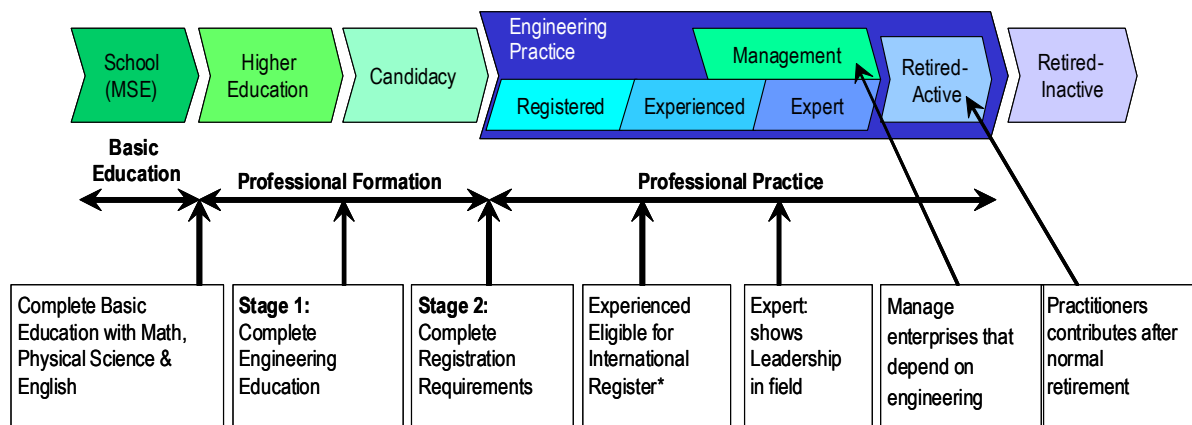 School
(MSE)
Higher
Education
Candidacy
Engineering
Practice
Management
Registered
Experienced
Expert
Retired-
Active
Retired-
Inactive
Basic
Education
Professional Formation
Professional Practice
Complete Basic
Education with Math,
Physical Science &
English
Stage 1:
Complete
Engineering
Education
Stage 2:
Complete
Registration
Requirements
Experienced
Eligible for
International
Register*
Expert:
shows
Leadership
in field
Manage
enterprises that
depend on
engineering
Practitioners
contributes after
normal
retirement